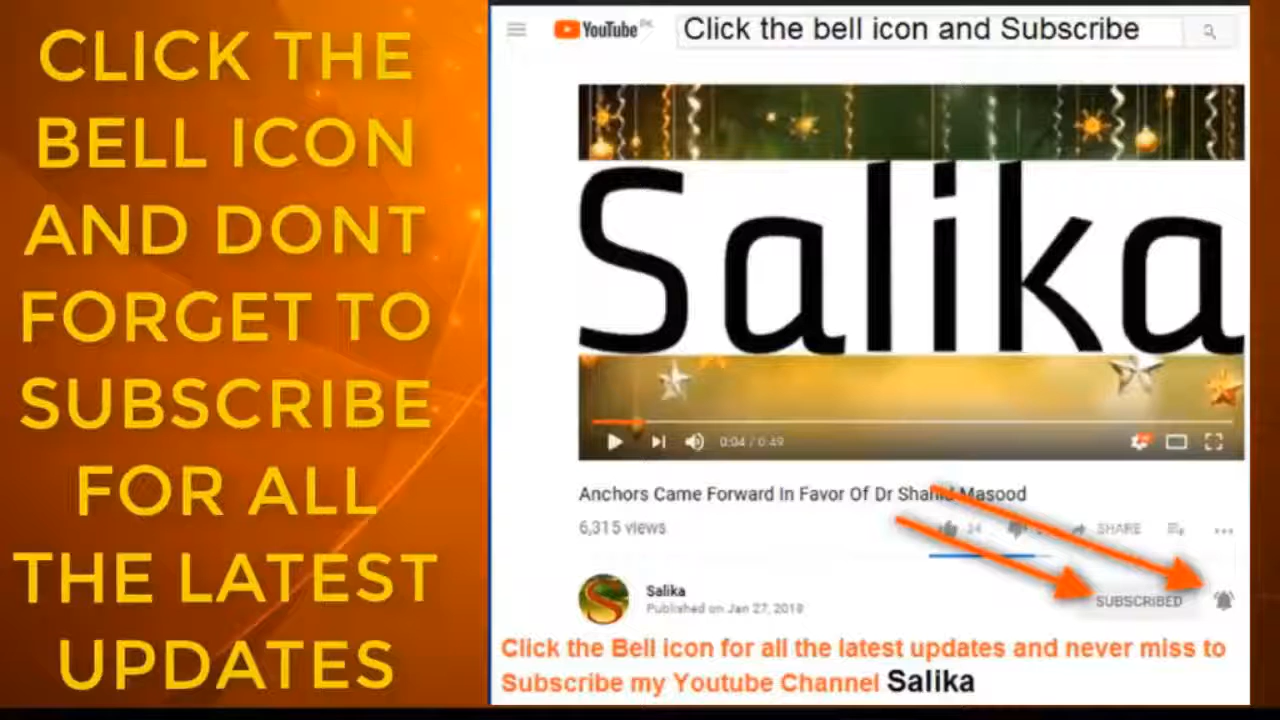 CLICK THE
BELL ICON
AND DONT
FORGET TO
SUBSCRIBE
FOR ALL
THE LATEST
UPDATES
YouTube PK
Click the bell icon and Subscribe
Salika
0:04 / 0:49
Anchors Came Forward In Favor Of Dr Shahid Masood
6,315 views
24
SHARE
Salika
Published on Jan 27, 2018
SUBSCRIBED
Click the Bell icon for all the latest updates and never miss to
Subscribe my Youtube Channel Salika